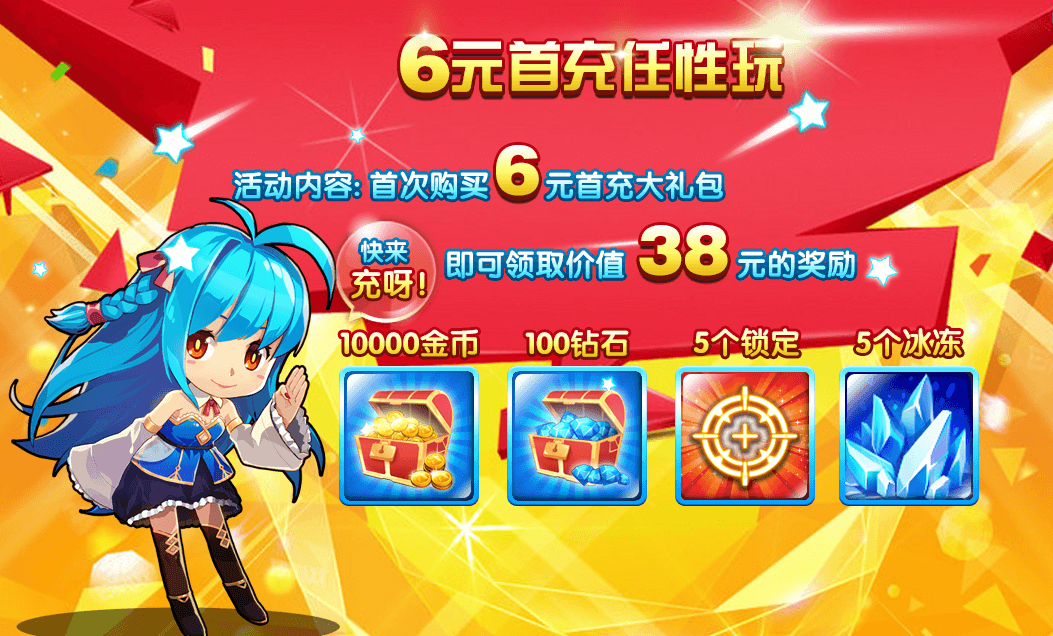 6元首充任性玩
活动内容: 首次购买6元首充大礼包
快来
充呀!
即可领取价值38元的奖励
10000金币
100钻石
5个锁定
5个冰冻